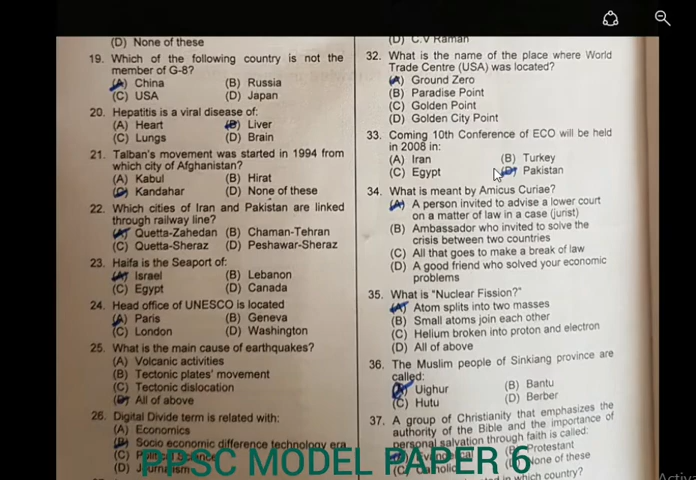 (D) None of these
19. Which of the following country is not the
member of G-8?
(A) China (B) Russia
(C) USA (D) Japan
20. Hepatitis is a viral disease of:
(A) Heart (B) Liver
(C) Lungs (D) Brain
21. Talban's movement was started in 1994 from
which city of Afghanistan?
(A) Kabul (B) Hirat
(C) Kandahar (D) None of these
22. Which cities of Iran and Pakistan are linked
through railway line?
(A) Quetta-Zahedan (B) Chaman-Tehran
(C) Quetta-Sheraz (D) Peshawar-Sheraz
23. Haifa is the Seaport of:
(A) Israel (B) Lebanon
(C) Egypt (D) Canada
24. Head office of UNESCO is located
(A) Paris (B) Geneva
(C) London (D) Washington
25. What is the main cause of earthquakes?
(A) Volcanic activities
(B) Tectonic plates' movement
(C) Tectonic dislocation
(D) All of above
26. Digital Divide term is related with:
(A) Economics
(B) Socio economic difference technology era
(C) Political Science
(D) Journalism
(D) C.V Raman
32. What is the name of the place where World
Trade Centre (USA) was located?
(A) Ground Zero
(B) Paradise Point
(C) Golden Point
(D) Golden City Point
33. Coming 10th Conference of ECO will be held
in 2008 in:
(A) Iran (B) Turkey
(C) Egypt (D) Pakistan
34. What is meant by Amicus Curiae?
(A) A person invited to advise a lower court
on a matter of law in a case (jurist)
(B) Ambassador who invited to solve the
crisis between two countries
(C) All that goes to make a break of law
(D) A good friend who solved your economic
problems
35. What is "Nuclear Fission?"
(A) Atom splits into two masses
(B) Small atoms join each other
(C) Helium broken into proton and electron
(D) All of above
36. The Muslim people of Sinkiang province are
called:
(A) Uighur (B) Bantu
(C) Hutu (D) Berber
37. A group of Christianity that emphasizes the
authority of the Bible and the importance of
personal salvation through faith is called:
(A) Evangelical (B) Protestant
(C) Catholic (D) None of these
which country?
PPSC MODEL PAPER 6